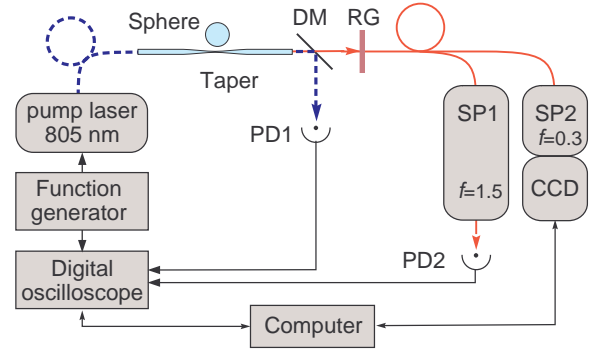 Sphere
DM
RG
Taper
pump laser
805 nm
PD1
SP1
f=1.5
SP2
f=0.3
CCD
Function
generator
Digital
oscilloscope
PD2
Computer